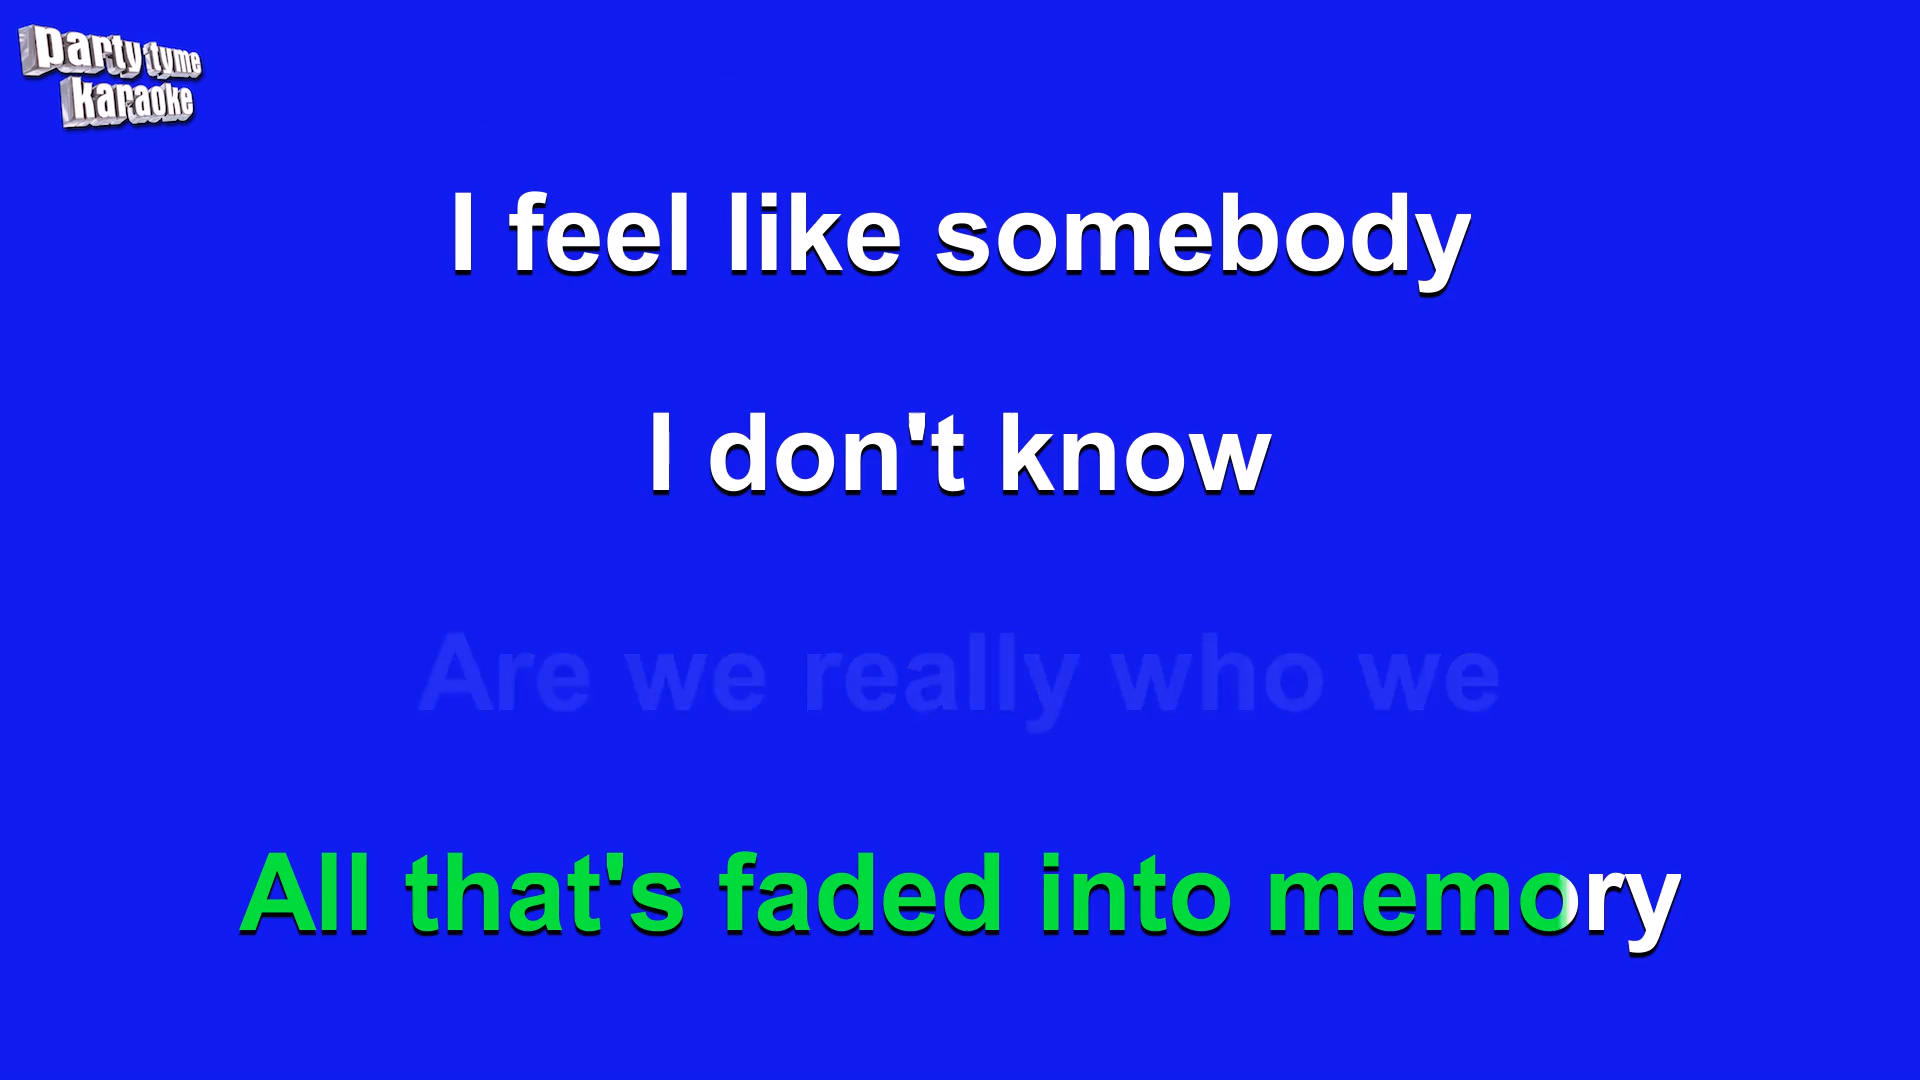 party tyme
karaoke
I feel like somebody
I don't know
Are we really who we
All that's faded into memory